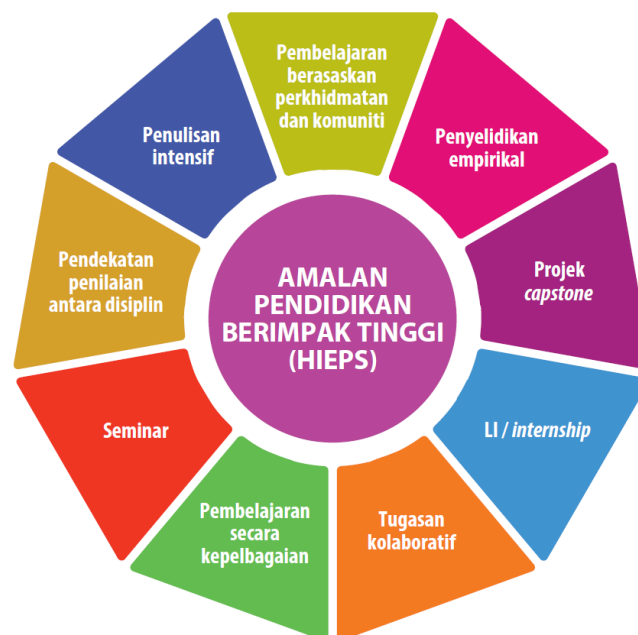 AMALAN
PENDIDIKAN
BERIMPAK TINGGI
(HIEPS)
Pembelajaran
berasaskan
perkhidmatan
dan komuniti
Penyelidikan
empirikal
Projek
capstone
LI / internship
Tugasan
kolaboratif
Pembelajaran
secara
kepelbagaian
Seminar
Pendekatan
penilaian
antara disiplin
Penulisan
intensif